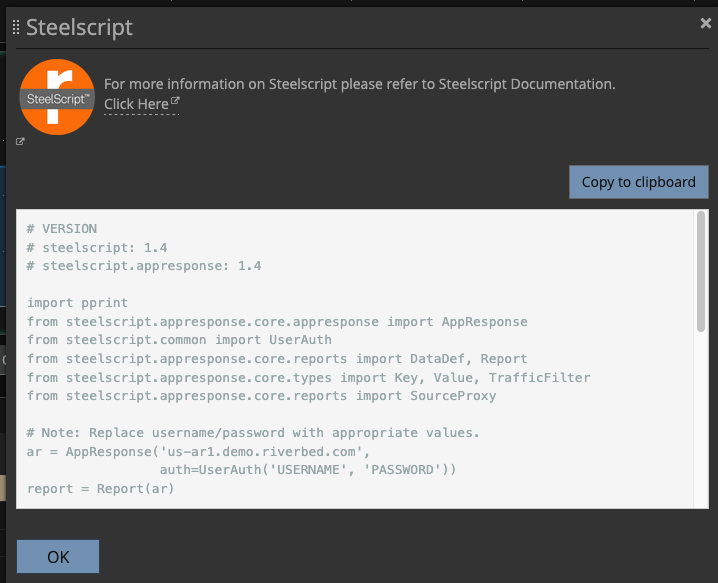 Steelscript
SteelScript™
For more information on Steelscript please refer to Steelscript Documentation.
Click Here
Copy to clipboard
# VERSION
# steelscript: 1.4
# steelscript.appresponse: 1.4

import pprint
from steelscript.appresponse.core.appresponse import AppResponse
from steelscript.common import UserAuth
from steelscript.appresponse.core.reports import DataDef, Report
from steelscript.appresponse.core.types import Key, Value, TrafficFilter
from steelscript.appresponse.core.reports import SourceProxy

# Note: Replace username/password with appropriate values.
ar = AppResponse('us-ar1.demo.riverbed.com',
                 auth=UserAuth('USERNAME', 'PASSWORD'))
report = Report(ar)
OK